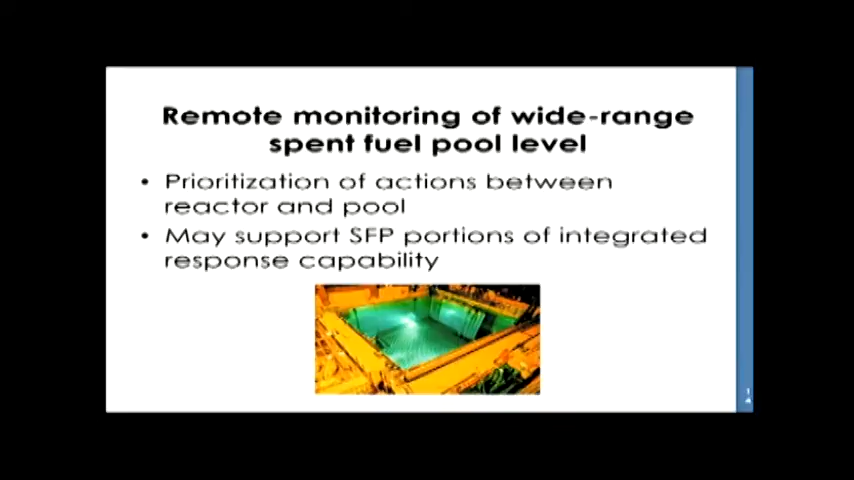 Remote monitoring of wide-range
spent fuel pool level
• Prioritization of actions between
reactor and pool
• May support SFP portions of integrated
response capability
14